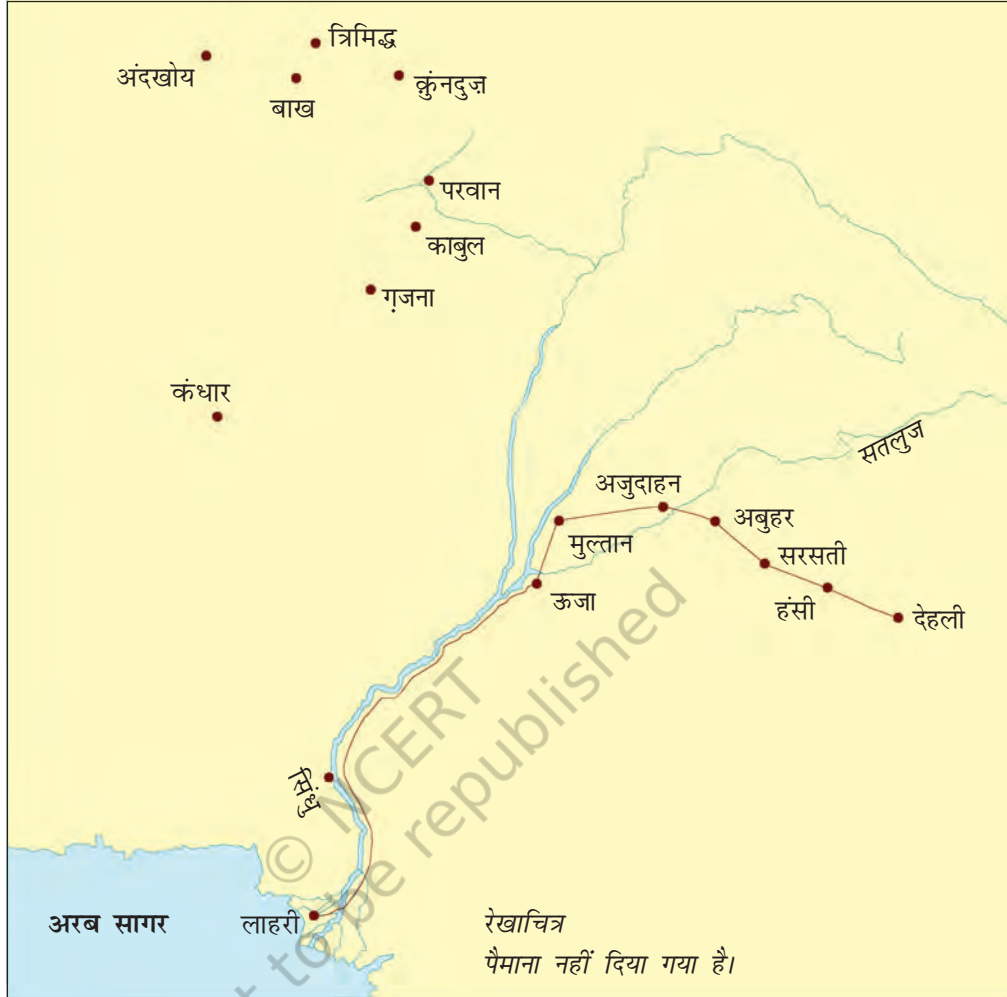 त्रिमिद्ध
अंदखोय
बाख
क़ुंनदुज़
परवान
काबुल
ग़जना
कंधार
सतलुज
अजुदाहन
अबुहर
मुल्तान
सरसती
ऊजा
हंसी
देहली
सिंधु
© NCERT
not to be republished
अरब सागर
लाहरी
रेखाचित्र
पैमाना नहीं दिया गया है।